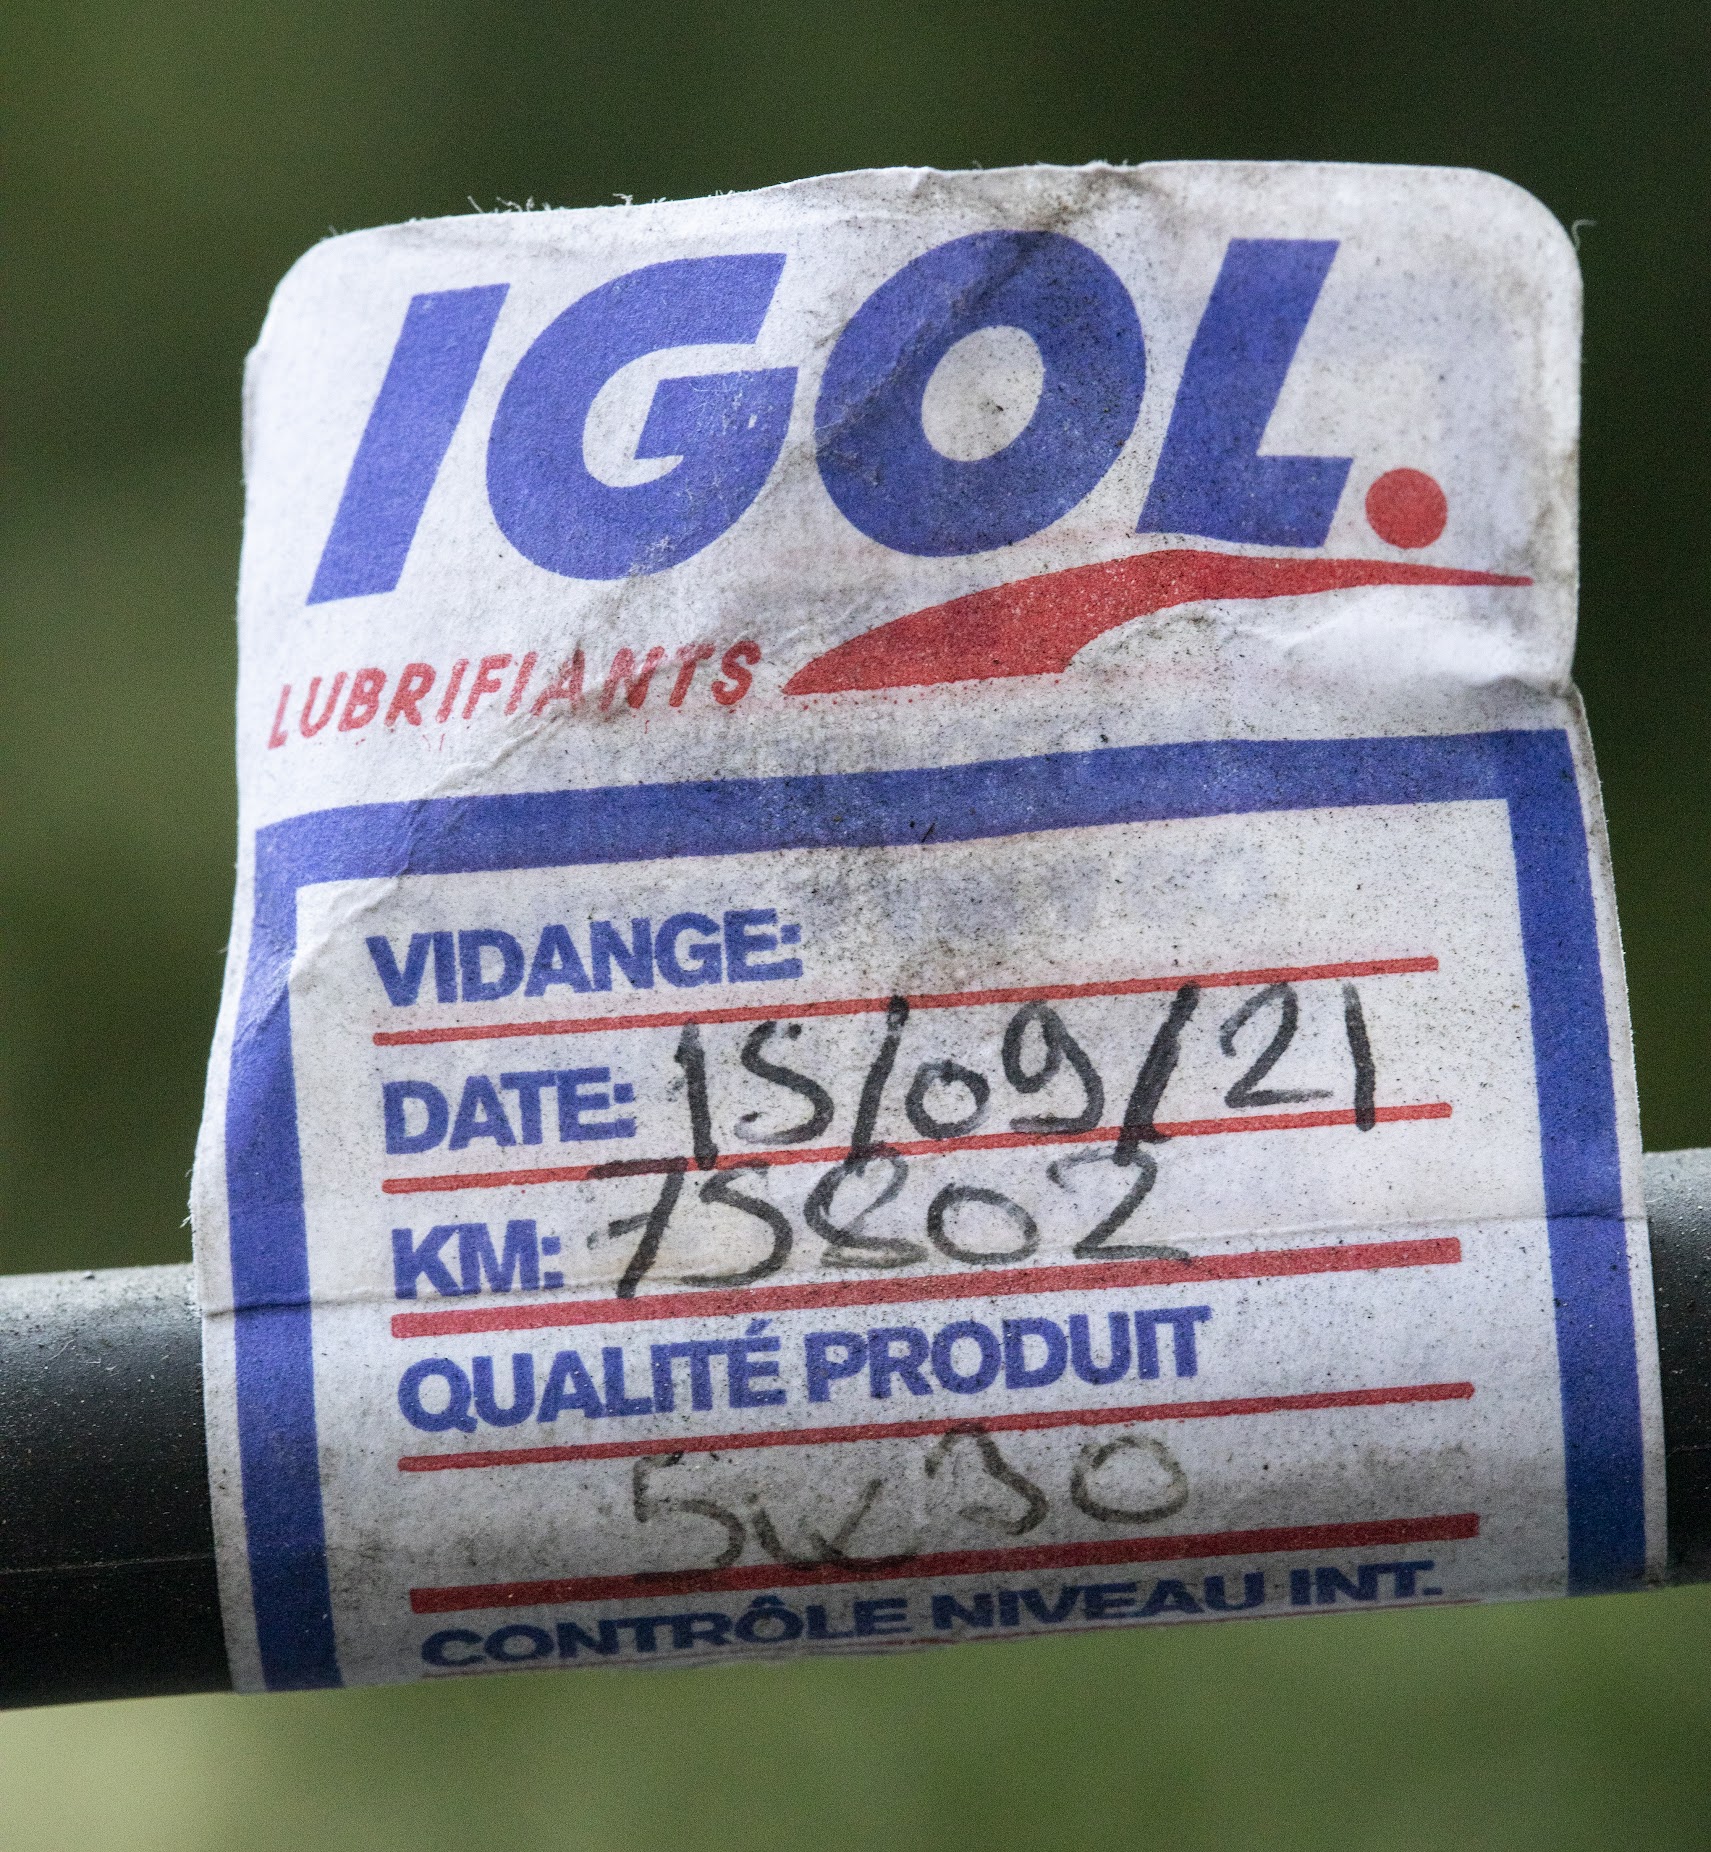 IGOL.
LUBRIFIANTS
VIDANGE:
DATE: 15/09/21
KM: 75802
QUALITÉ PRODUIT
5W30
CONTRÔLE NIVEAU INT.